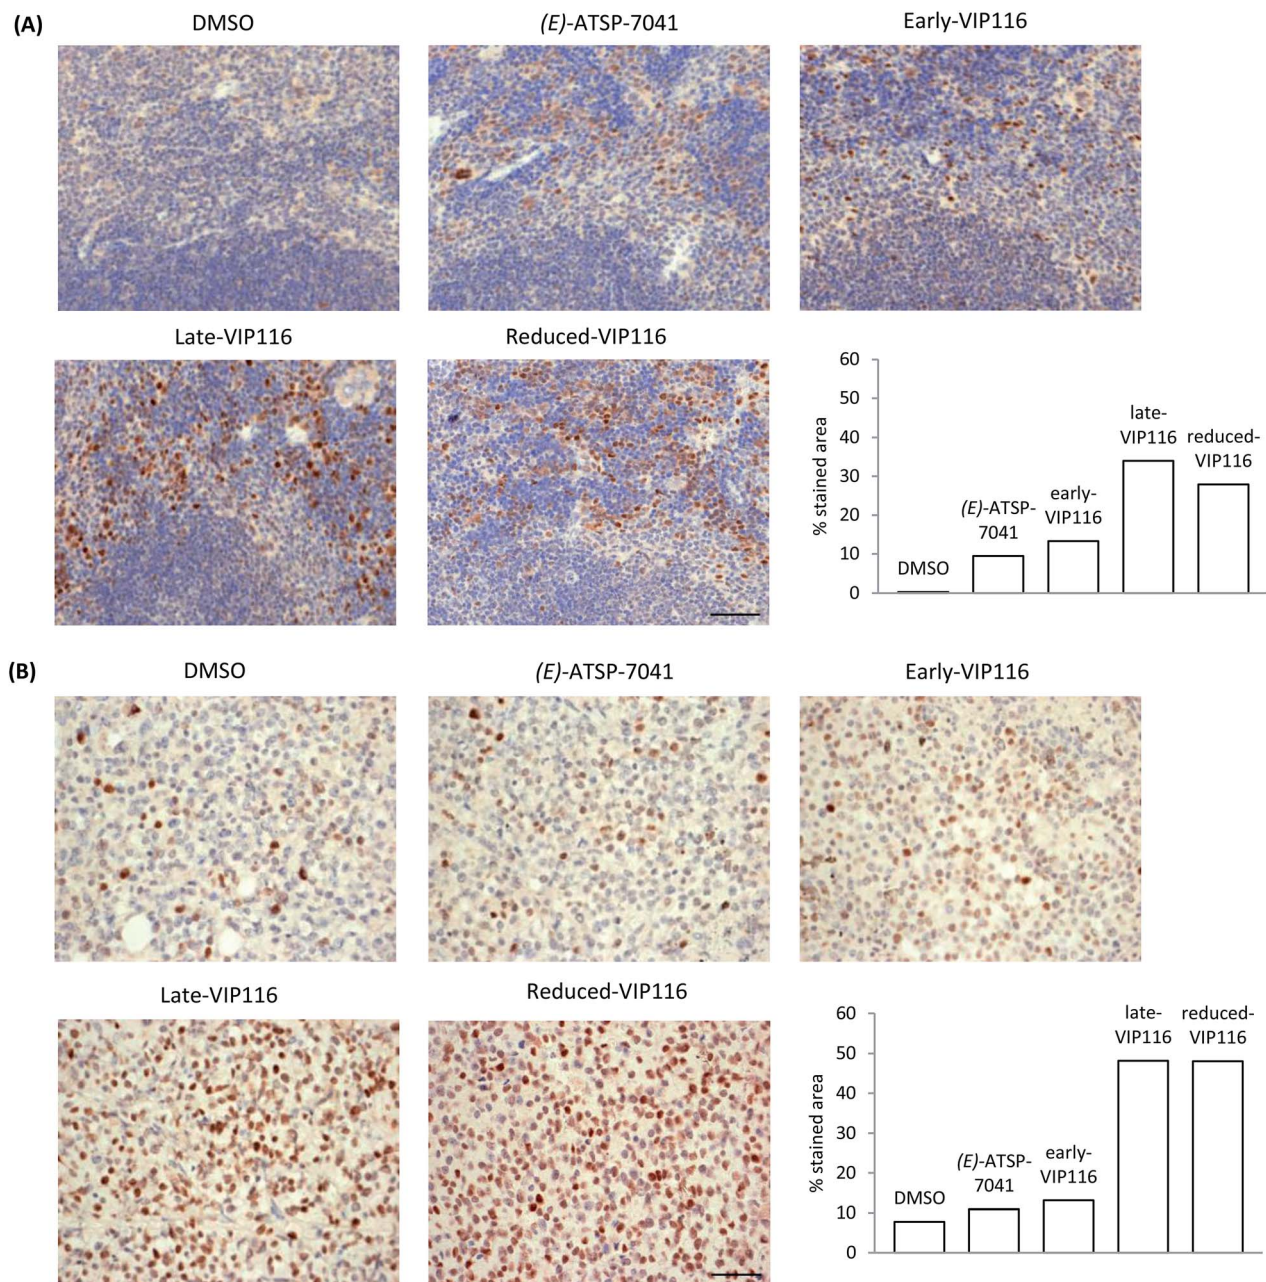 (A)
DMSO
(E)-ATSP-7041
Early-VIP116
Late-VIP116
Reduced-VIP116
% stained area
60
50
40
30
20
10
0
DMSO
(E)-ATSP-
7041
early-
VIP116
late-
VIP116
reduced-
VIP116
(B)
DMSO
(E)-ATSP-7041
Early-VIP116
Late-VIP116
Reduced-VIP116
% stained area
60
50
40
30
20
10
0
DMSO
(E)-ATSP-
7041
early-
VIP116
late-
VIP116
reduced-
VIP116